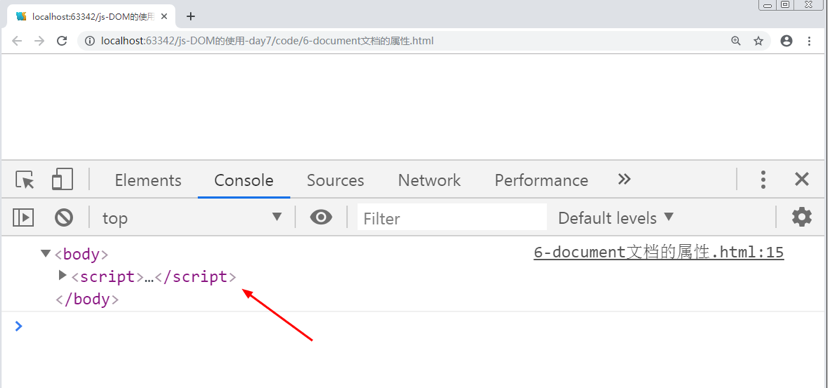 localhost:63342/js-DOM的使用
localhost:63342/js-DOM的使用-day7/code/6-document文档的属性.html
Elements Console Sources Network Performance »
top Filter Default levels ▼
▼<body> 6-document文档的属性.html:15
▶<script>…</script>
</body>
>